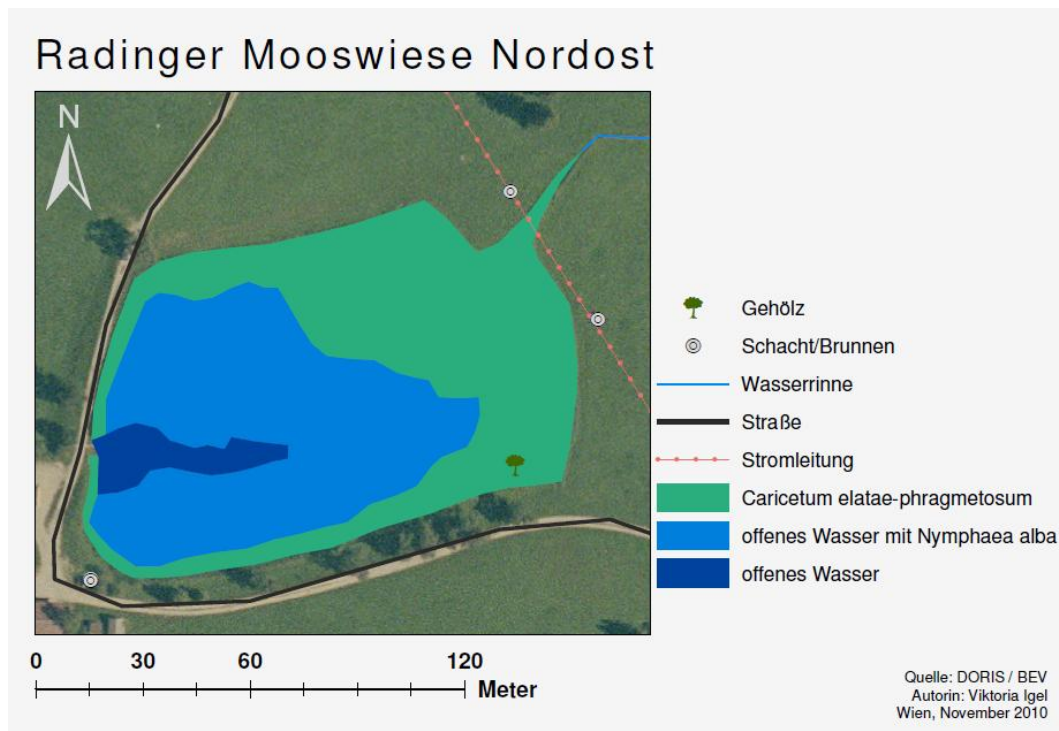 Radinger Mooswiese Nordost
N
Gehölz
Schacht/Brunnen
Wasserrinne
Straße
Stromleitung
Caricetum elatae-phragmetosum
offenes Wasser mit Nymphaea alba
offenes Wasser
0 30 60 120
Meter
Quelle: DORIS / BEV
Autorin: Viktoria Igel
Wien, November 2010